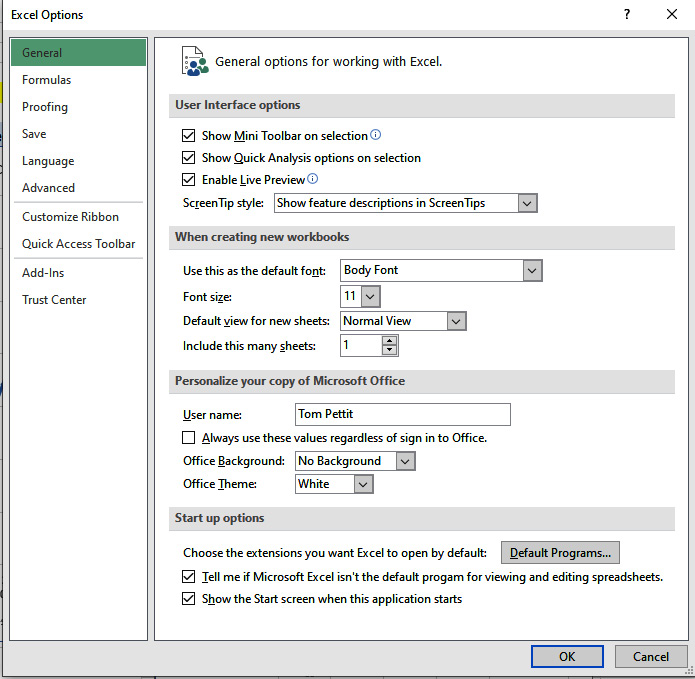 Excel Options ?
General
Formulas
Proofing
Save
Language
Advanced
Customize Ribbon
Quick Access Toolbar
Add-Ins
Trust Center
General options for working with Excel.
User Interface options
Show Mini Toolbar on selection
Show Quick Analysis options on selection
Enable Live Preview
ScreenTip style: Show feature descriptions in ScreenTips
When creating new workbooks
Use this as the default font: Body Font
Font size: 11
Default view for new sheets: Normal View
Include this many sheets: 1
Personalize your copy of Microsoft Office
User name: Tom Pettit
Always use these values regardless of sign in to Office.
Office Background: No Background
Office Theme: White
Start up options
Choose the extensions you want Excel to open by default: Default Programs...
Tell me if Microsoft Excel isn't the default progam for viewing and editing spreadsheets.
Show the Start screen when this application starts
OK Cancel